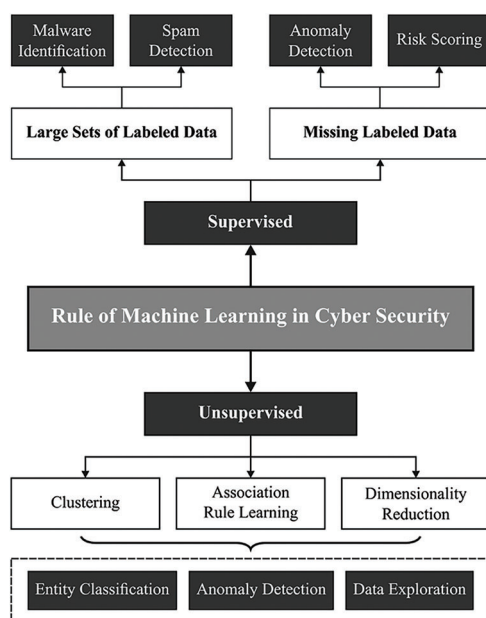 Malware
Identification
Spam
Detection
Anomaly
Detection
Risk Scoring
Large Sets of Labeled Data
Missing Labeled Data
Supervised
Rule of Machine Learning in Cyber Security
Unsupervised
Clustering
Association
Rule Learning
Dimensionality
Reduction
Entity Classification
Anomaly Detection
Data Exploration